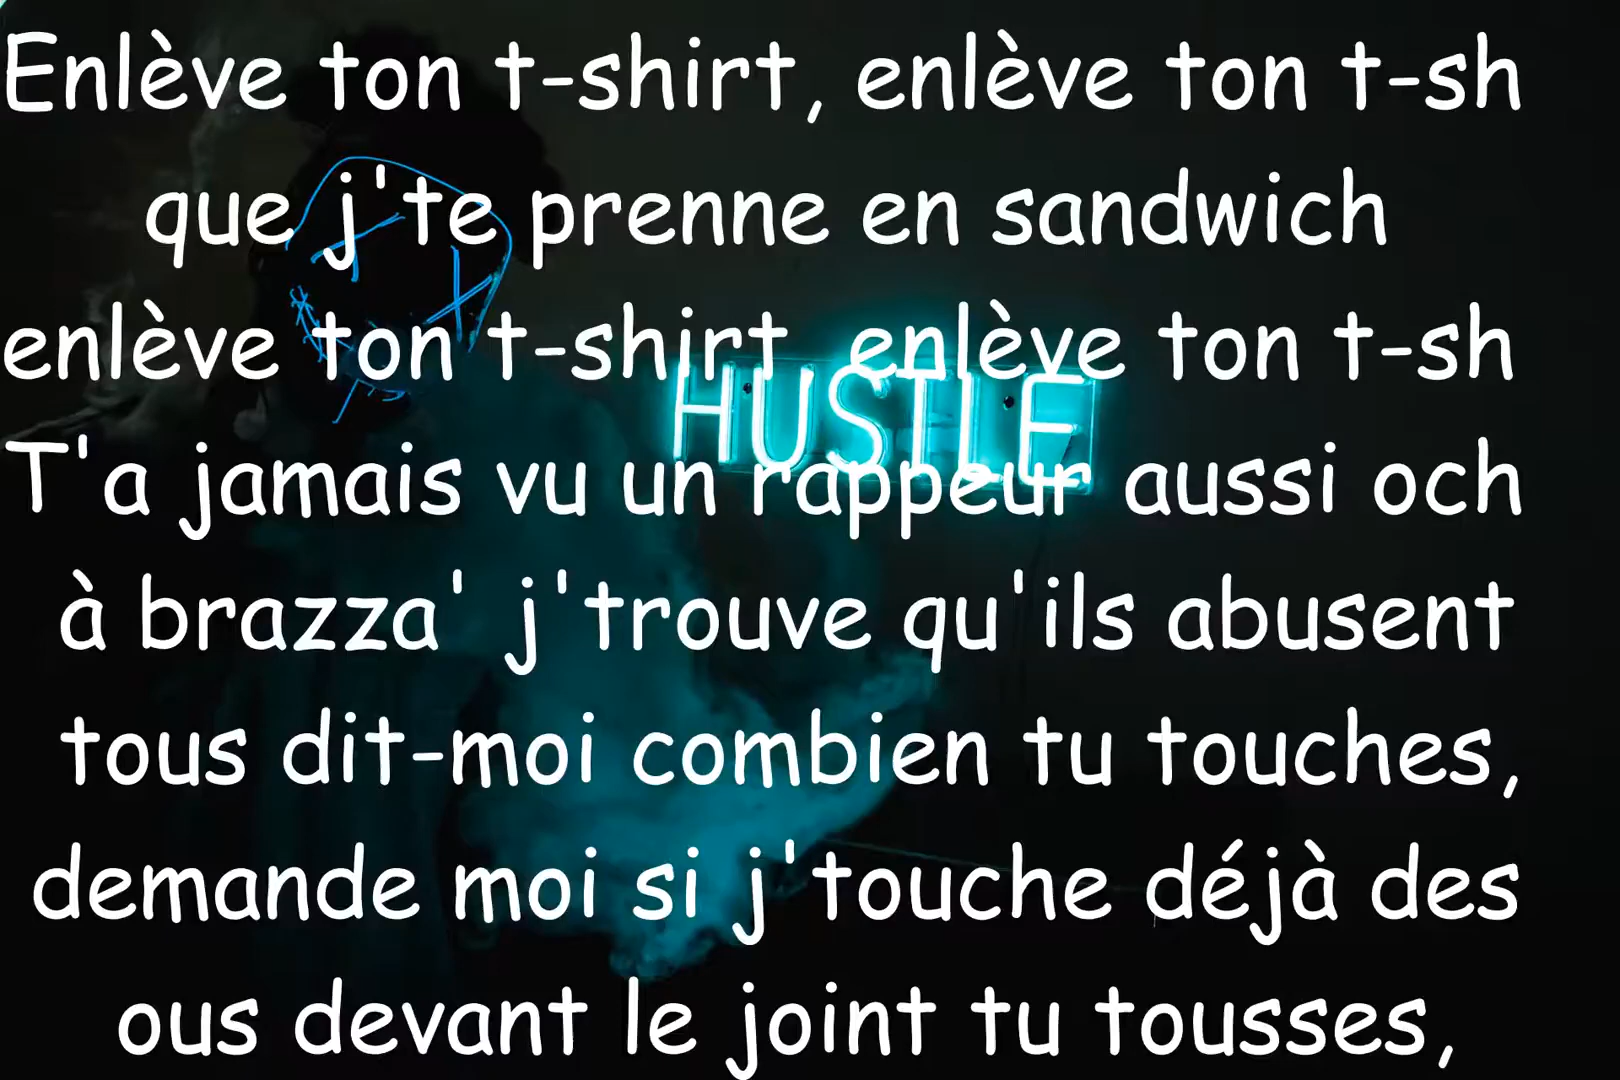 Enlève ton t-shirt, enlève ton t-sh
que j'te prenne en sandwich
enlève ton t-shirt, enlève ton t-sh
HUSTLE
T'a jamais vu un rappeur aussi och
à brazza' j'trouve qu'ils abusent
tous dit-moi combien tu touches,
demande moi si j'touche déjà des
ous devant le joint tu tousses,